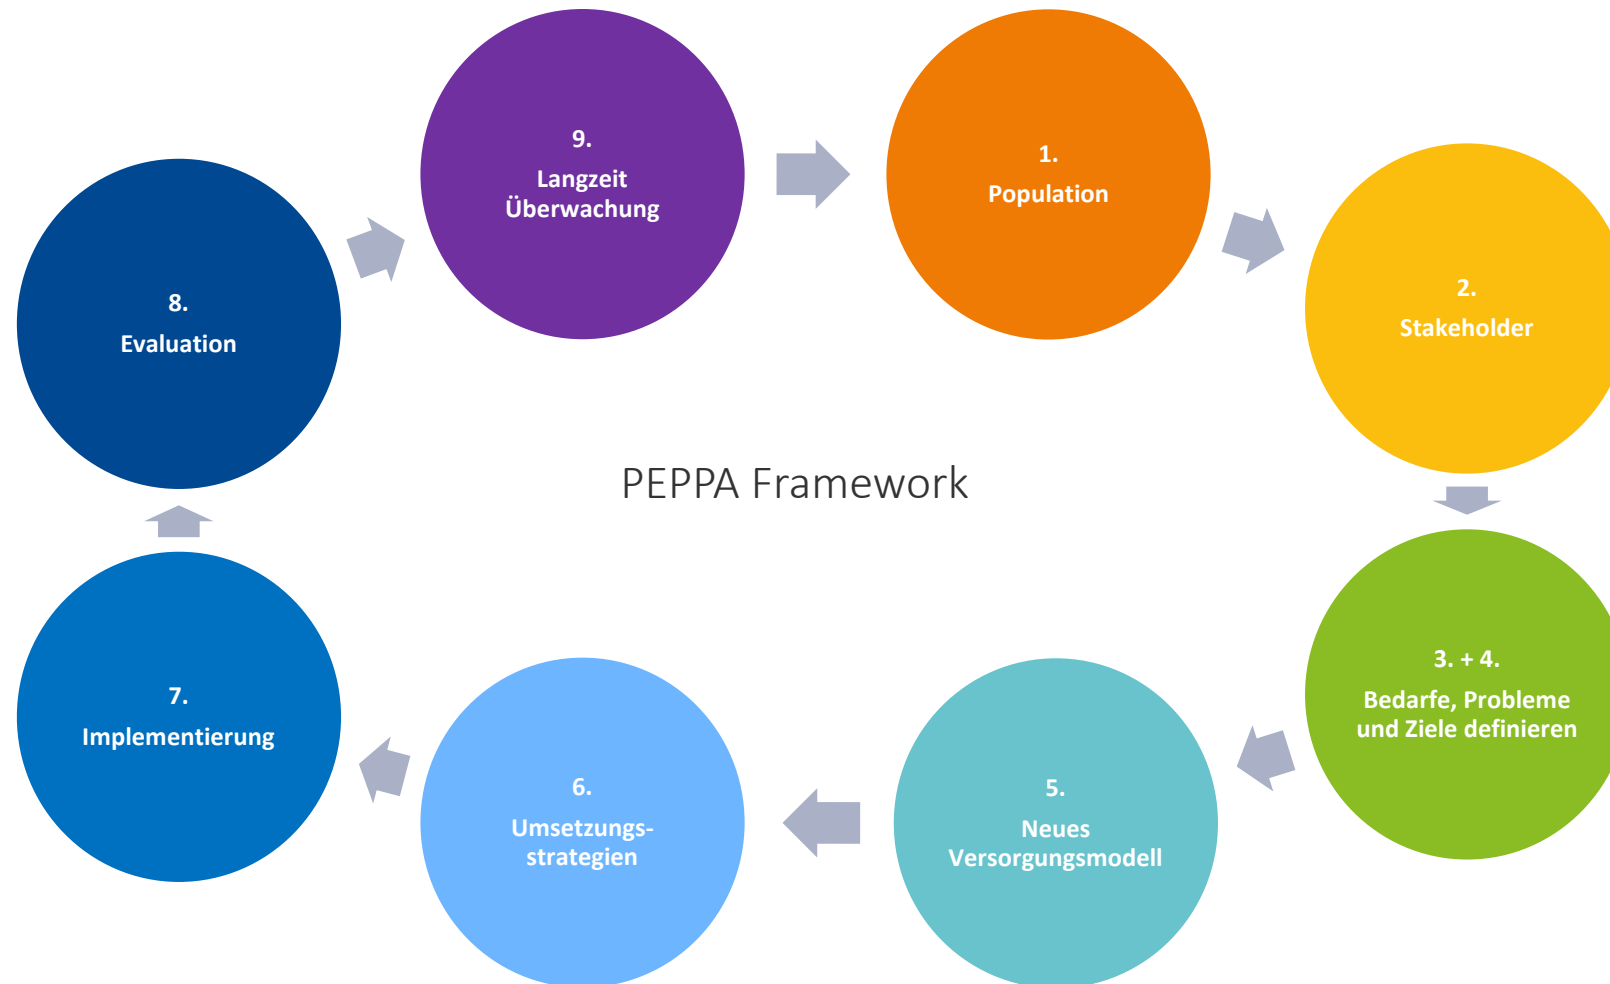 PEPPA Framework
1.
Population
2.
Stakeholder
3. + 4.
Bedarfe, Probleme
und Ziele definieren
5.
Neues
Versorgungsmodell
6.
Umsetzungs-
strategien
7.
Implementierung
8.
Evaluation
9.
Langzeit
Überwachung